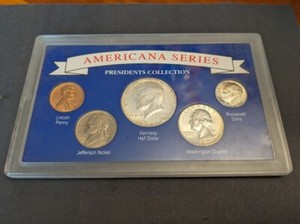 AMERICANA SERIES
PRESIDENTS COLLECTION
Lincoln
Penny
Jefferson Nickel
Kennedy
Half Dollar
Washington Quarter
Roosevelt
Dime